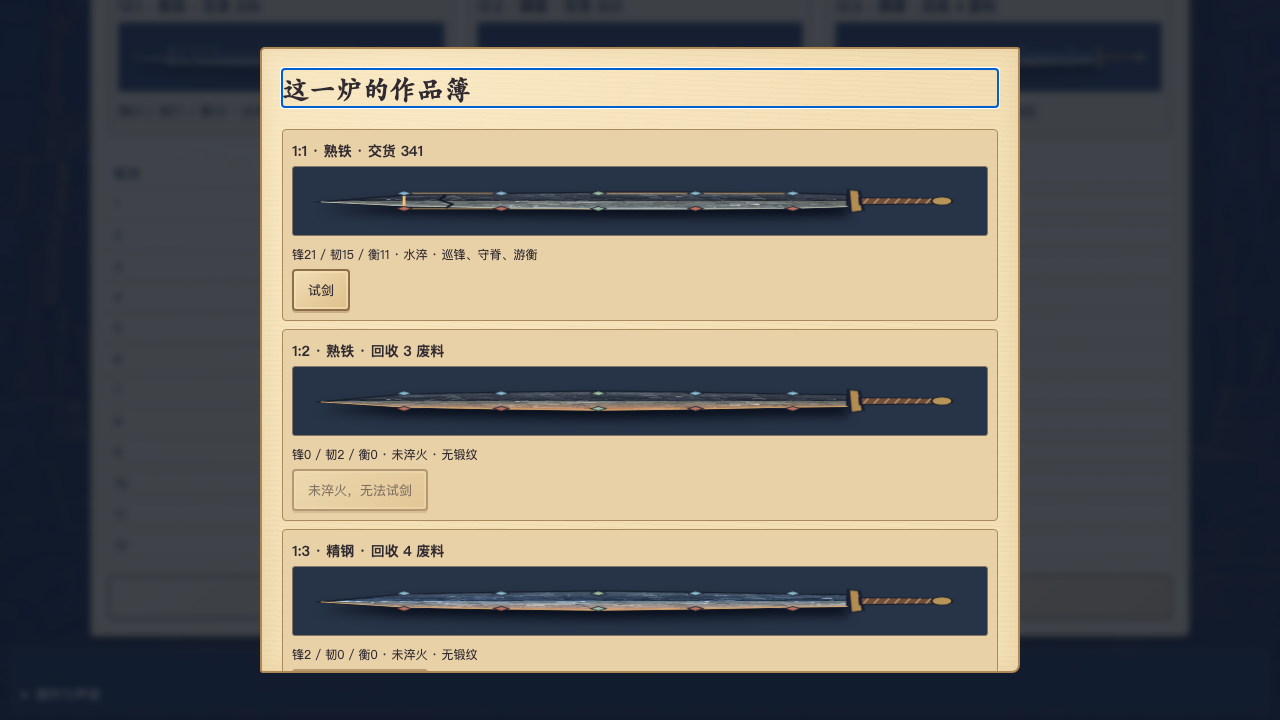 这一炉的作品簿
1:1 · 熟铁 · 交货 341
锋21 / 韧15 / 衡11 · 水淬 · 巡锋、守脊、游衡
试剑
1:2 · 熟铁 · 回收 3 废料
锋0 / 韧2 / 衡0 · 未淬火 · 无锻纹
未淬火，无法试剑
1:3 · 精钢 · 回收 4 废料
锋2 / 韧0 / 衡0 · 未淬火 · 无锻纹